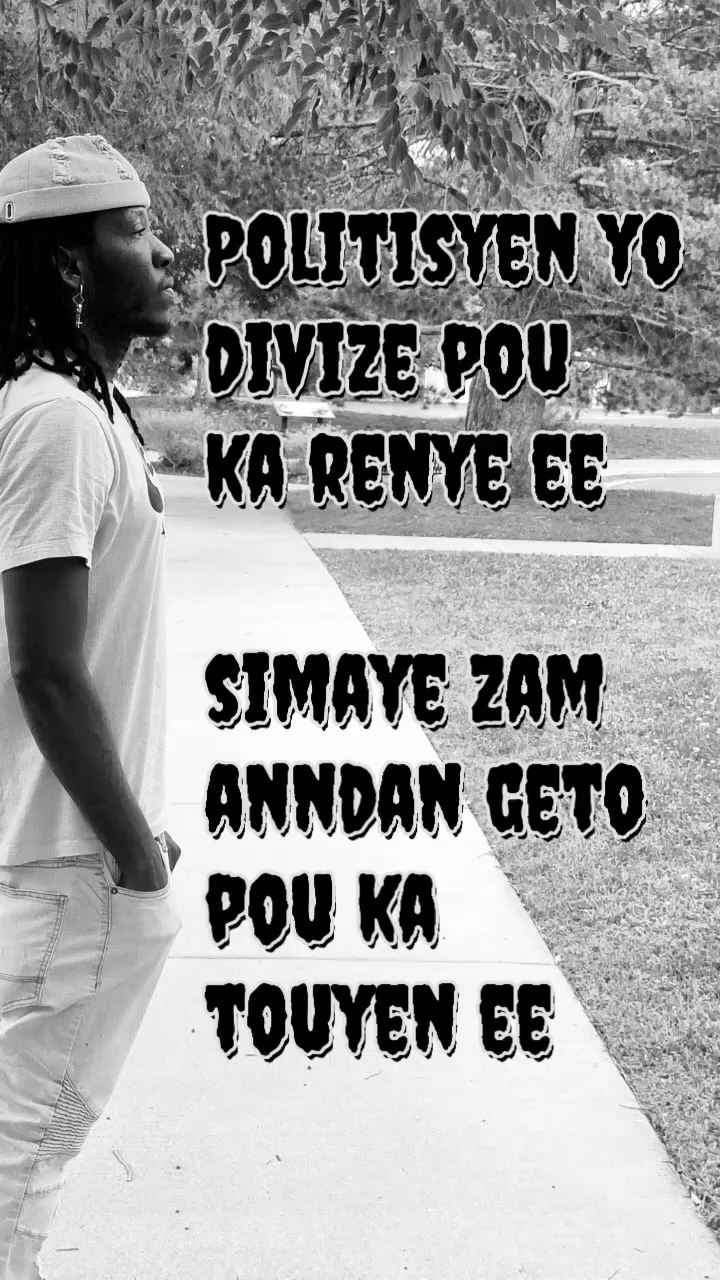 POLITISYEN YO
DIVIZE POU
KA RENYE EE
SIMAYE ZAM
ANNDAN GETO
POU KA
TOUYEN EE